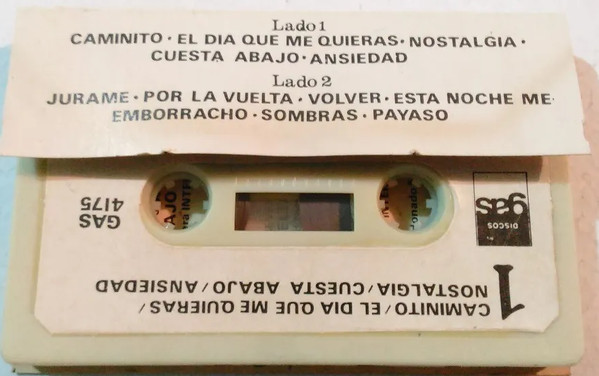 Lado 1
CAMINITO · EL DIA QUE ME QUIERAS · NOSTALGIA ·
CUESTA ABAJO · ANSIEDAD
Lado 2
JURAME · POR LA VUELTA · VOLVER · ESTA NOCHE ME
EMBORRACHO · SOMBRAS · PAYASO
GAS
4175
DISCOS
gas
1
CAMINITO/EL DIA QUE ME QUIERAS/
NOSTALGIA/CUESTA ABAJO/ANSIEDAD